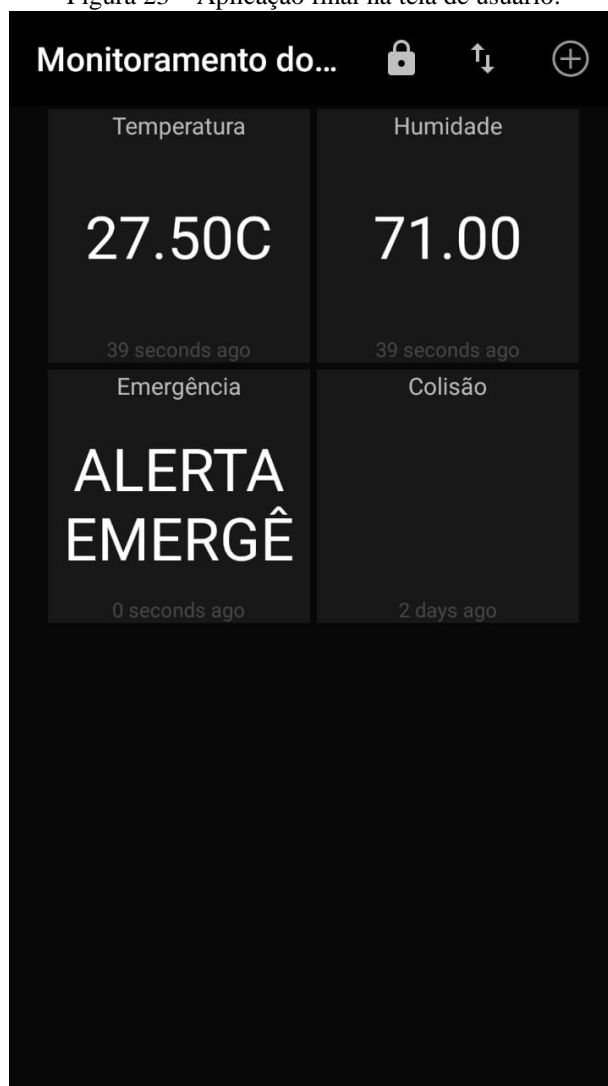 Figura 23 – Aplicação final na tela de usuário.
Monitoramento do...
Temperatura
Humidade
27.50C
71.00
39 seconds ago
39 seconds ago
Emergência
Colisão
ALERTA
EMERGÊ
0 seconds ago
2 days ago